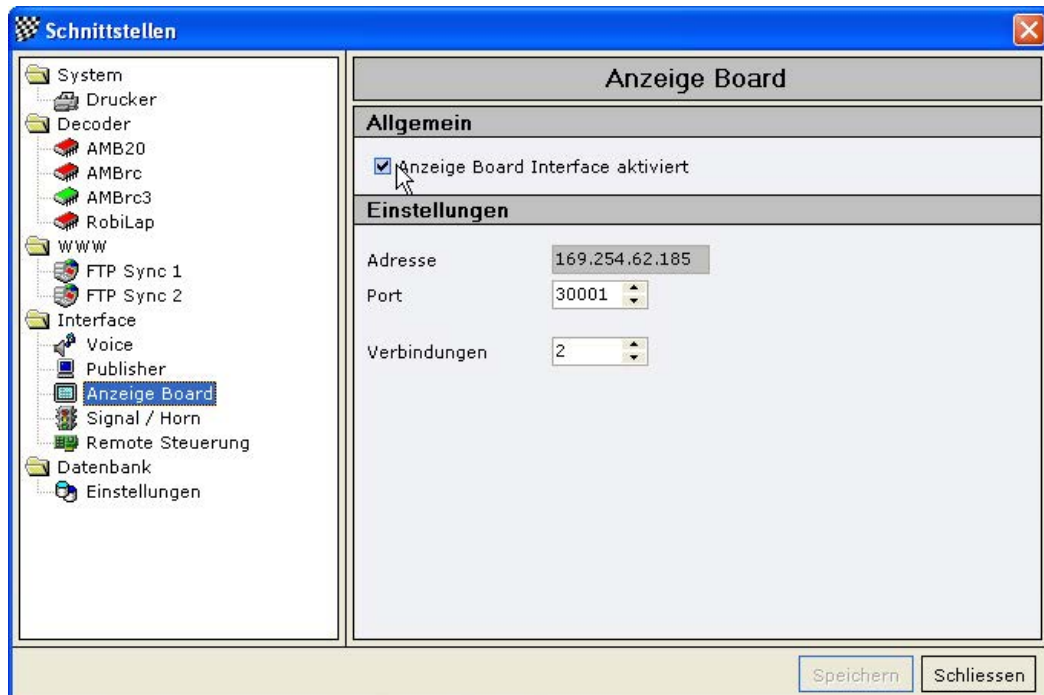 Schnittstellen
System
Drucker
Decoder
AMB20
AMBrc
AMBrc3
RobiLap
WWW
FTP Sync 1
FTP Sync 2
Interface
Voice
Publisher
Anzeige Board
Signal / Horn
Remote Steuerung
Datenbank
Einstellungen
Anzeige Board
Allgemein
Anzeige Board Interface aktiviert
Einstellungen
Adresse 169.254.62.185
Port 30001
Verbindungen 2
Speichern Schliessen